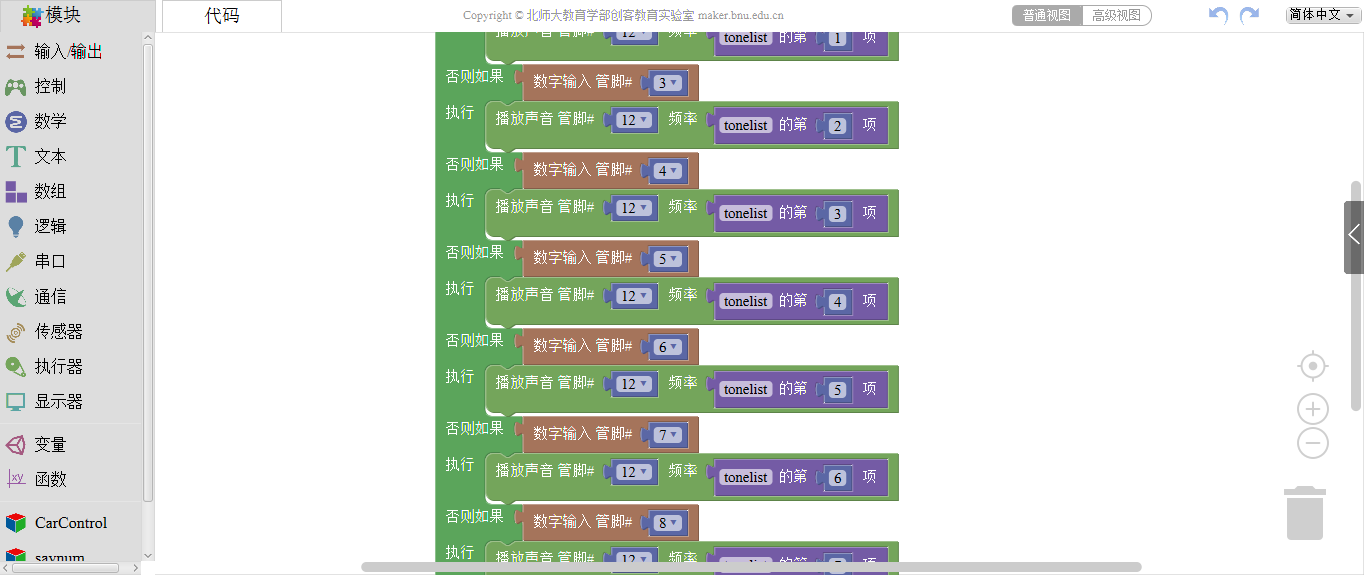 模块
代码
Copyright © 北师大教育学部创客教育实验室 maker.bnu.edu.cn
普通视图 高级视图
简体中文
输入/输出
控制
数学
文本
数组
逻辑
串口
通信
传感器
执行器
显示器
变量
函数
CarControl
saynum
播放声音 管脚# 12 频率 tonelist 的第 1 项
否则如果 数字输入 管脚# 3
执行 播放声音 管脚# 12 频率 tonelist 的第 2 项
否则如果 数字输入 管脚# 4
执行 播放声音 管脚# 12 频率 tonelist 的第 3 项
否则如果 数字输入 管脚# 5
执行 播放声音 管脚# 12 频率 tonelist 的第 4 项
否则如果 数字输入 管脚# 6
执行 播放声音 管脚# 12 频率 tonelist 的第 5 项
否则如果 数字输入 管脚# 7
执行 播放声音 管脚# 12 频率 tonelist 的第 6 项
否则如果 数字输入 管脚# 8
执行 播放声音 管脚# 12 频率 tonelist 的第 7 项